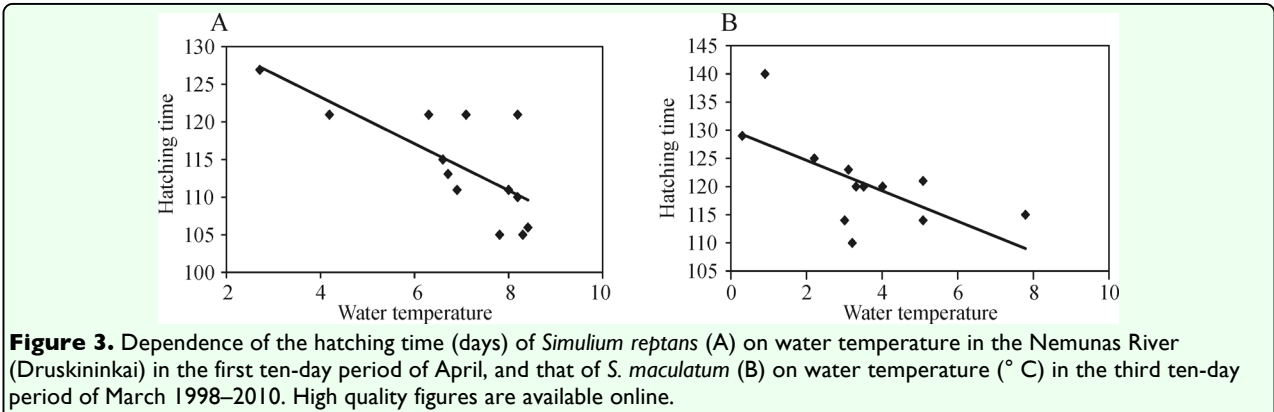 A
B
130
125
120
115
110
105
100
Hatching time
2 4 6 8 10
Water temperature
145
140
135
130
125
120
115
110
105
Hatching time
0 2 4 6 8 10
Water temperature
Figure 3. Dependence of the hatching time (days) of Simulium reptans (A) on water temperature in the Nemunas River
(Druskininkai) in the first ten-day period of April, and that of S. maculatum (B) on water temperature (° C) in the third ten-day
period of March 1998–2010. High quality figures are available online.